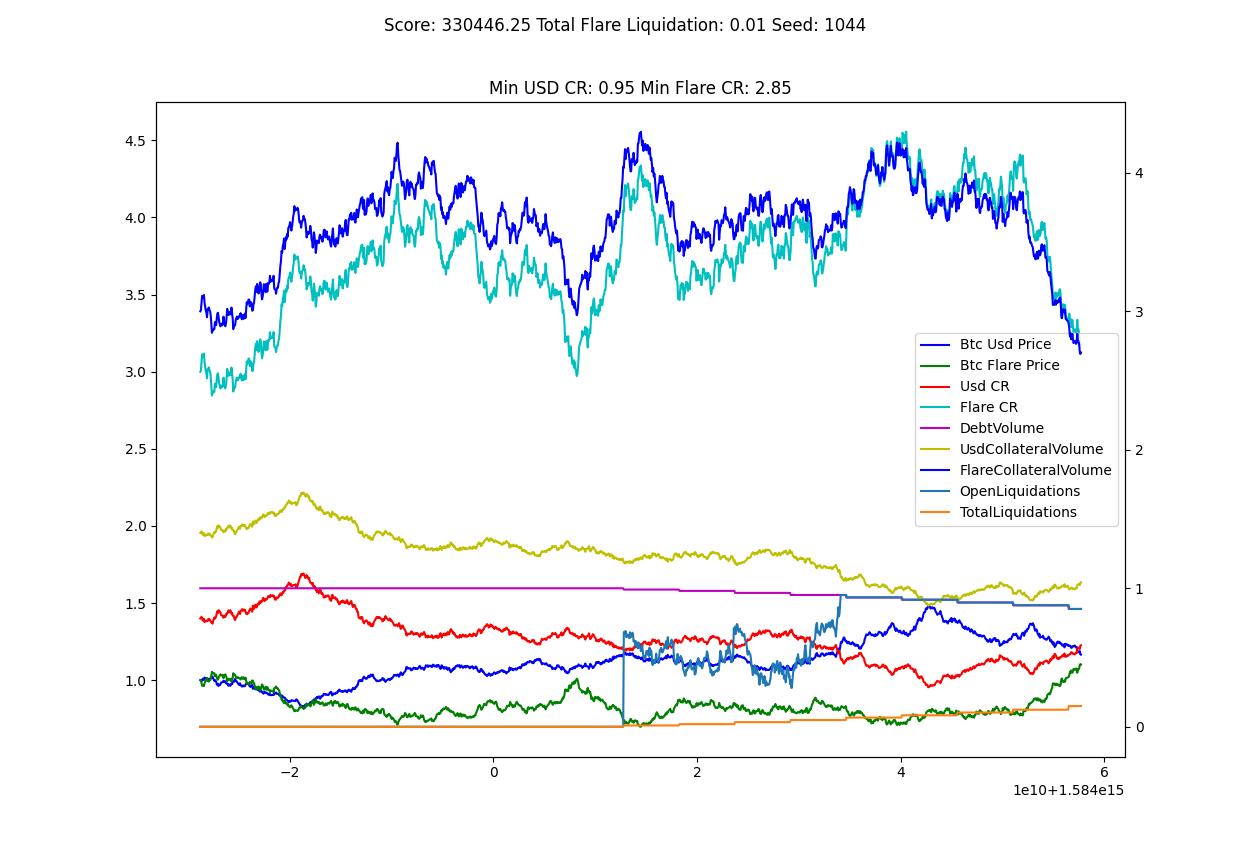 Score: 330446.25 Total Flare Liquidation: 0.01 Seed: 1044
Min USD CR: 0.95 Min Flare CR: 2.85
4.5
4.0
3.5
3.0
2.5
2.0
1.5
1.0
4
3
2
1
0
Btc Usd Price
Btc Flare Price
Usd CR
Flare CR
DebtVolume
UsdCollateralVolume
FlareCollateralVolume
OpenLiquidations
TotalLiquidations
−2 0 2 4 6
1e10+1.584e15